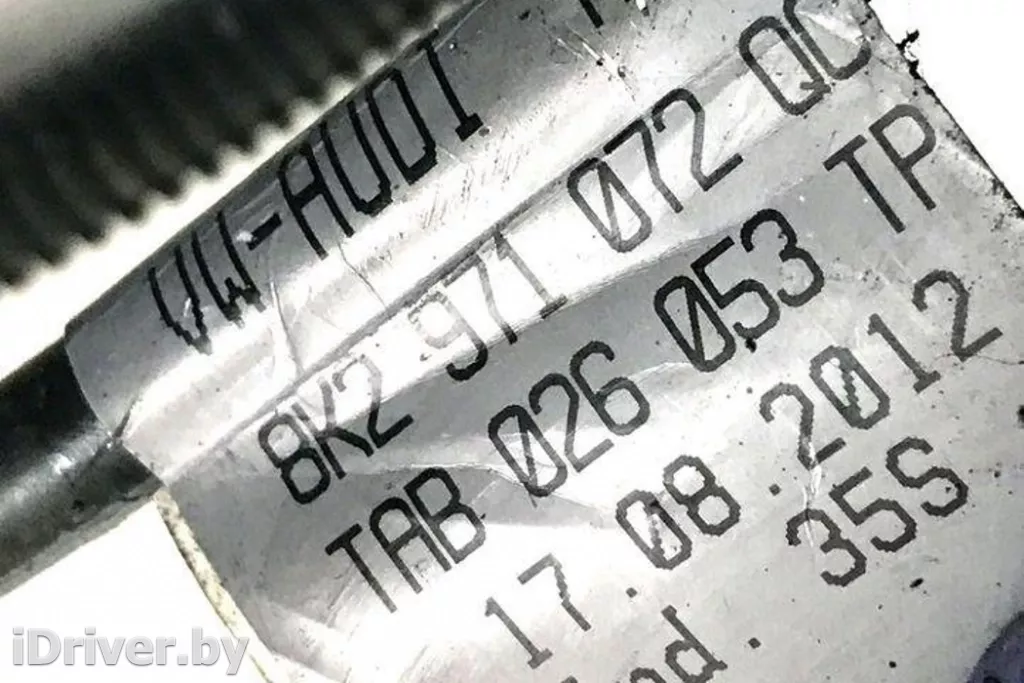 VW-AUDI
8K2 971 072 QC
TAB 026 053 TP
17.08.2012
35S
iDriver.by